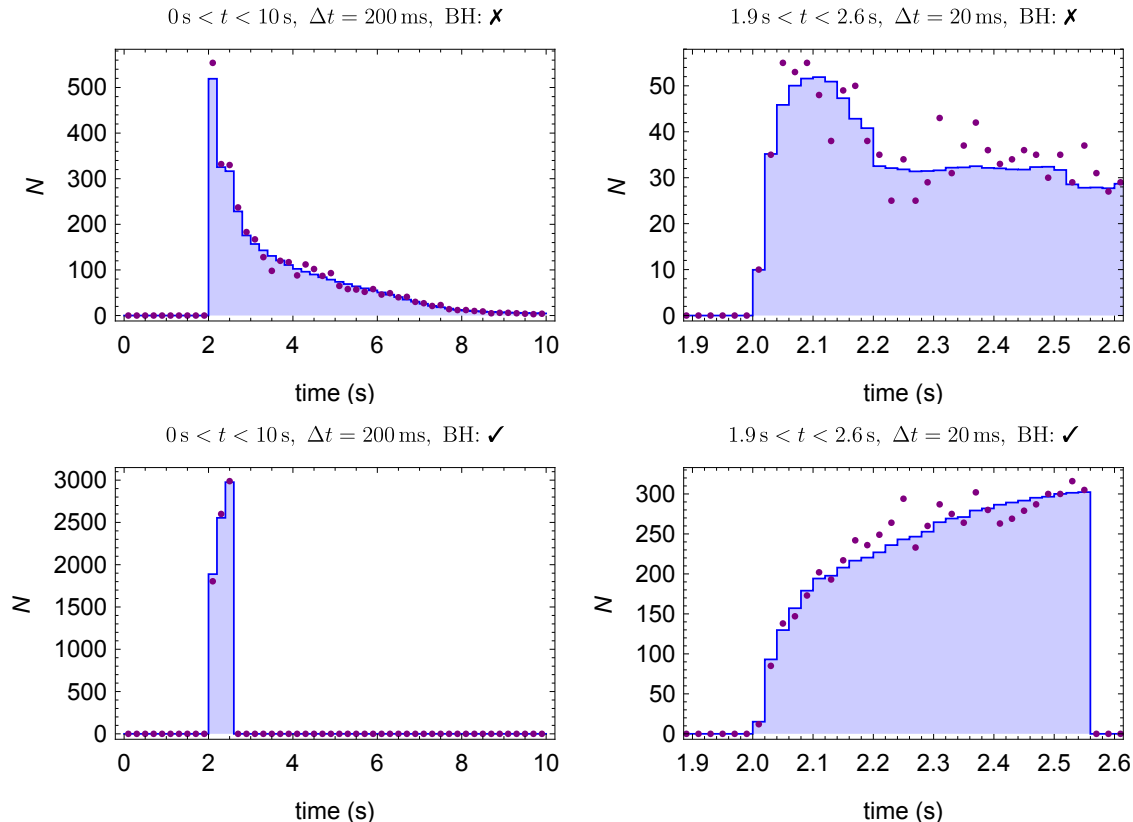 0 s < t < 10 s, Δt = 200 ms, BH: ✗
500
400
300
200
100
0
N
0 2 4 6 8 10
time (s)
1.9 s < t < 2.6 s, Δt = 20 ms, BH: ✗
50
40
30
20
10
0
N
1.9 2.0 2.1 2.2 2.3 2.4 2.5 2.6
time (s)
0 s < t < 10 s, Δt = 200 ms, BH: ✓
3000
2500
2000
1500
1000
500
0
N
0 2 4 6 8 10
time (s)
1.9 s < t < 2.6 s, Δt = 20 ms, BH: ✓
300
250
200
150
100
50
0
N
1.9 2.0 2.1 2.2 2.3 2.4 2.5 2.6
time (s)